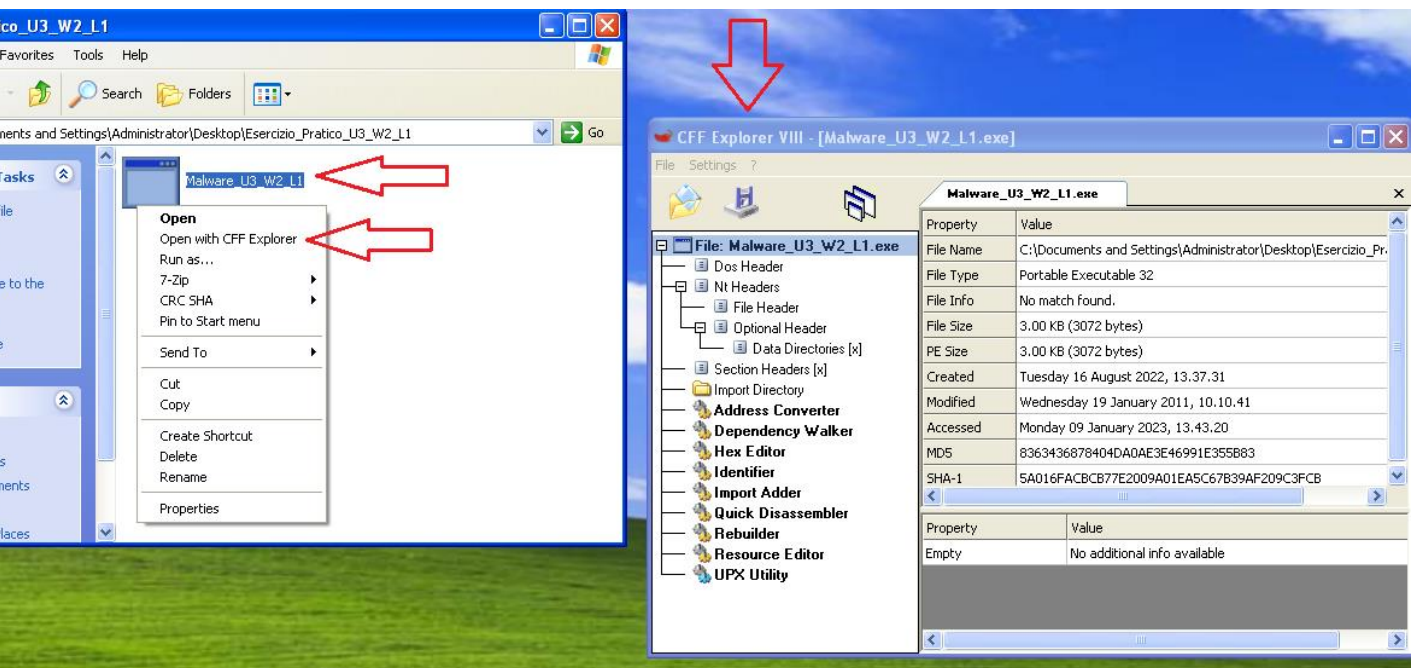 ico_U3_W2_L1
Favorites Tools Help
Search Folders
ments and Settings\Administrator\Desktop\Esercizio_Pratico_U3_W2_L1 Go
Tasks
file
e to the
e
s
ments
laces
Malware_U3_W2_L1
Open
Open with CFF Explorer
Run as...
7-Zip
CRC SHA
Pin to Start menu
Send To
Cut
Copy
Create Shortcut
Delete
Rename
Properties
CFF Explorer VIII - [Malware_U3_W2_L1.exe]
File Settings ?
File: Malware_U3_W2_L1.exe
Dos Header
Nt Headers
File Header
Optional Header
Data Directories [x]
Section Headers [x]
Import Directory
Address Converter
Dependency Walker
Hex Editor
Identifier
Import Adder
Quick Disassembler
Rebuilder
Resource Editor
UPX Utility
Malware_U3_W2_L1.exe
Property Value
File Name C:\Documents and Settings\Administrator\Desktop\Esercizio_Pr
File Type Portable Executable 32
File Info No match found.
File Size 3.00 KB (3072 bytes)
PE Size 3.00 KB (3072 bytes)
Created Tuesday 16 August 2022, 13.37.31
Modified Wednesday 19 January 2011, 10.10.41
Accessed Monday 09 January 2023, 13.43.20
MD5 8363436878404DA0AE3E46991E355B83
SHA-1 5A016FACBCB77E2009A01EA5C67B39AF209C3FCB
Property Value
Empty No additional info available